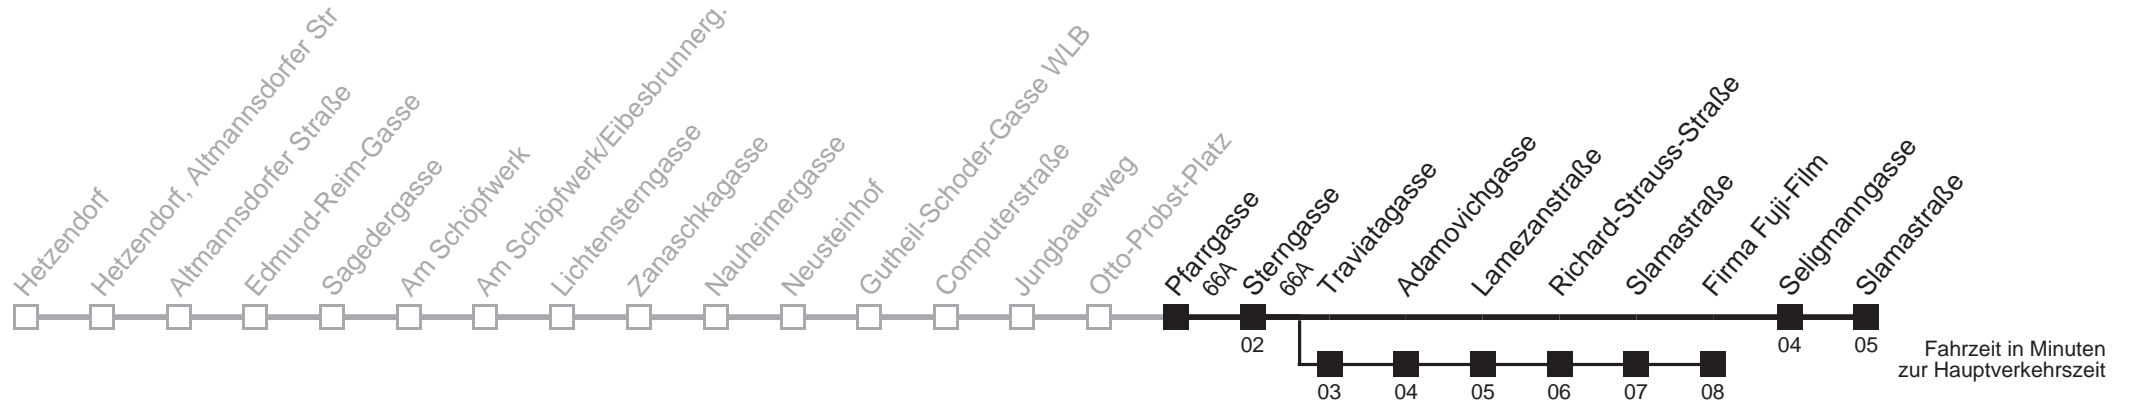 Hetzendorf
Hetzendorf, Altmannsdorfer Str
Altmannsdorfer Straße
Edmund-Reim-Gasse
Sagedergasse
Am Schöpfwerk
Am Schöpfwerk/Eibesbrunnerg.
Lichtensterngasse
Zanaschkagasse
Nauheimergasse
Neusteinhof
Gutheil-Schoder-Gasse WLB
Computerstraße
Jungbauerweg
Otto-Probst-Platz
Pfarrgasse
66A
Sterngasse
66A
Traviatagasse
Adamovichgasse
Lamezanstraße
Richard-Strauss-Straße
Slamastraße
Firma Fuji-Film
Seligmanngasse
Slamastraße
02
04
05
03
04
05
06
07
08
Fahrzeit in Minuten
zur Hauptverkehrszeit